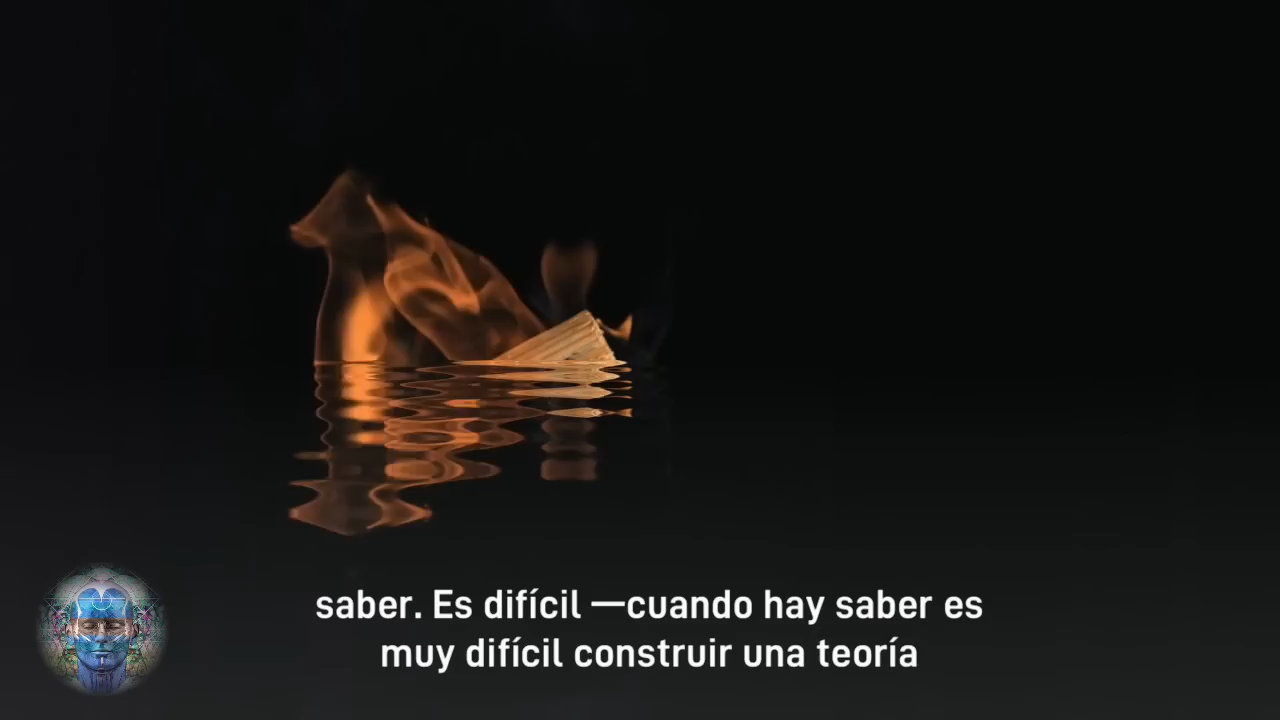 saber. Es difícil —cuando hay saber es
muy difícil construir una teoría